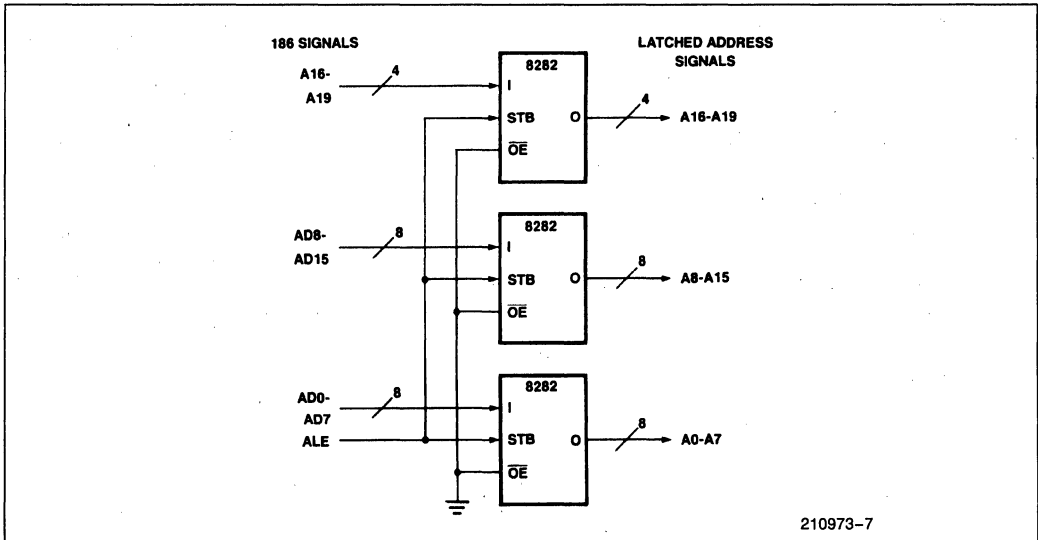 186 SIGNALS
LATCHED ADDRESS
SIGNALS
8282
A16-
A19
4
I
STB
O
OE
4
A16-A19
8282
AD8-
AD15
8
I
STB
O
OE
8
A8-A15
8282
AD0-
AD7
8
I
ALE
STB
O
OE
8
A0-A7
210973-7